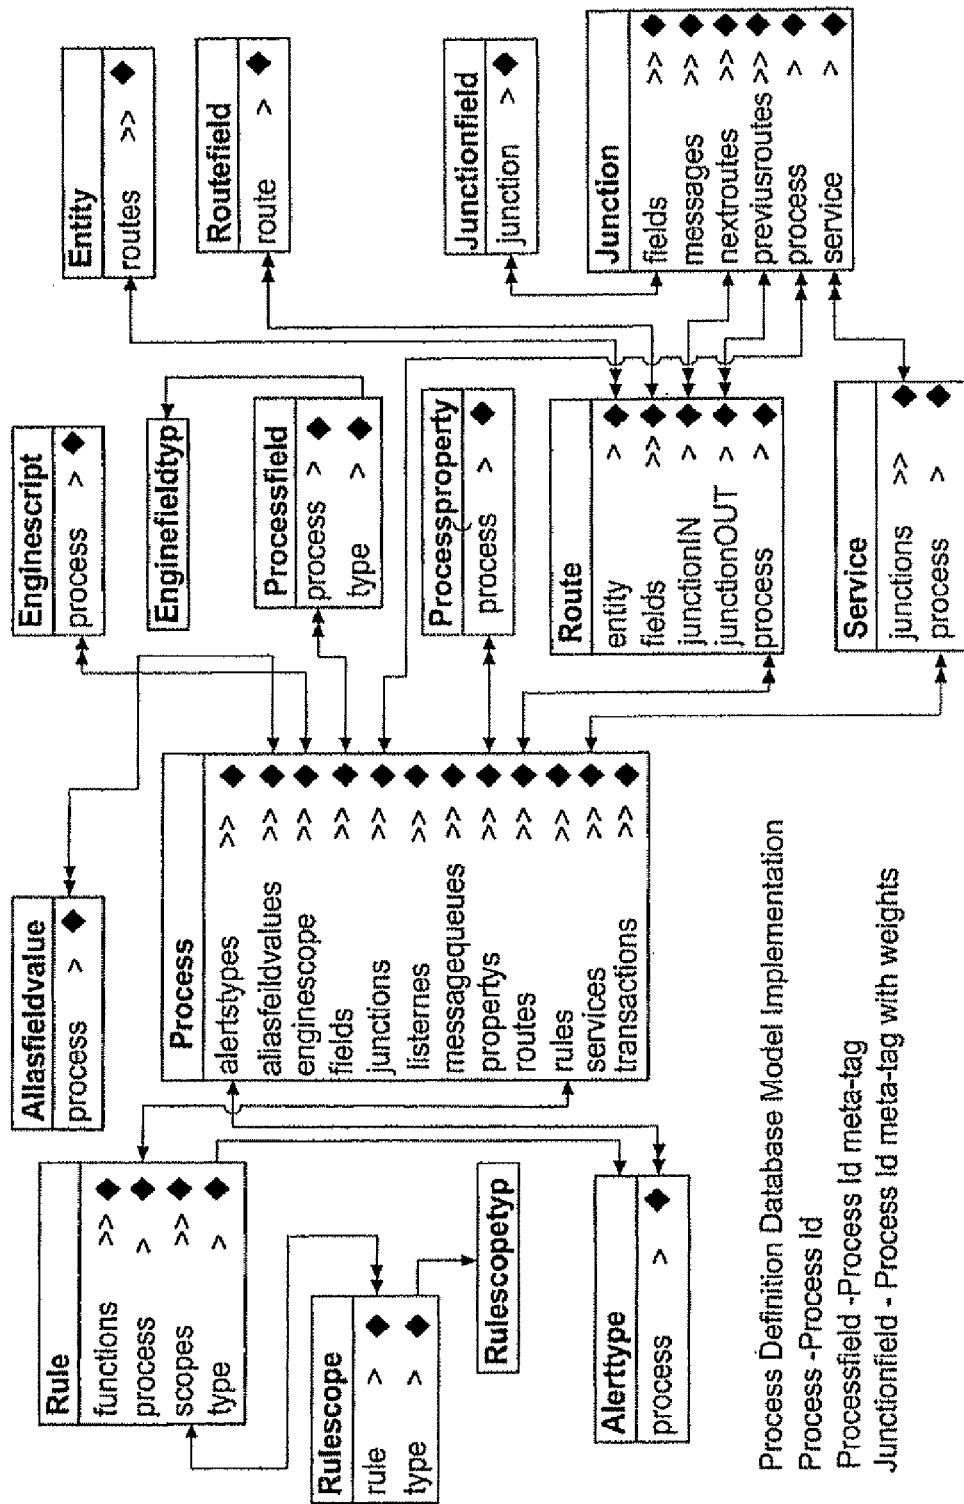 Rule
functions >>
process >
scopes >>
type >
Rulescope
rule >
type >
Rulescopetyp
Alerttype
process >
Allasfieldvalue
process >
Process
alertstypes >>
aliasfeildvalues >>
enginescope >>
fields >>
junctions >>
listernes >>
messagequeues >>
propertys >>
routes >>
rules >>
services >>
transactions >>
Enginescript
process >
Enginefieldtyp
Processfield
process >
type >
Processproperty
process >
Route
entity >
fields >>
junctionIN >
junctionOUT >
process >
Service
junctions >>
process >
Entity
routes >>
Routefield
route >
Junctionfield
junction >
Junction
fields >>
messages >>
nextroutes >>
previusroutes >>
process >
service >
Process Definition Database Model Implementation
Process -Process Id
Processfield -Process Id meta-tag
Junctionfield - Process Id meta-tag with weights